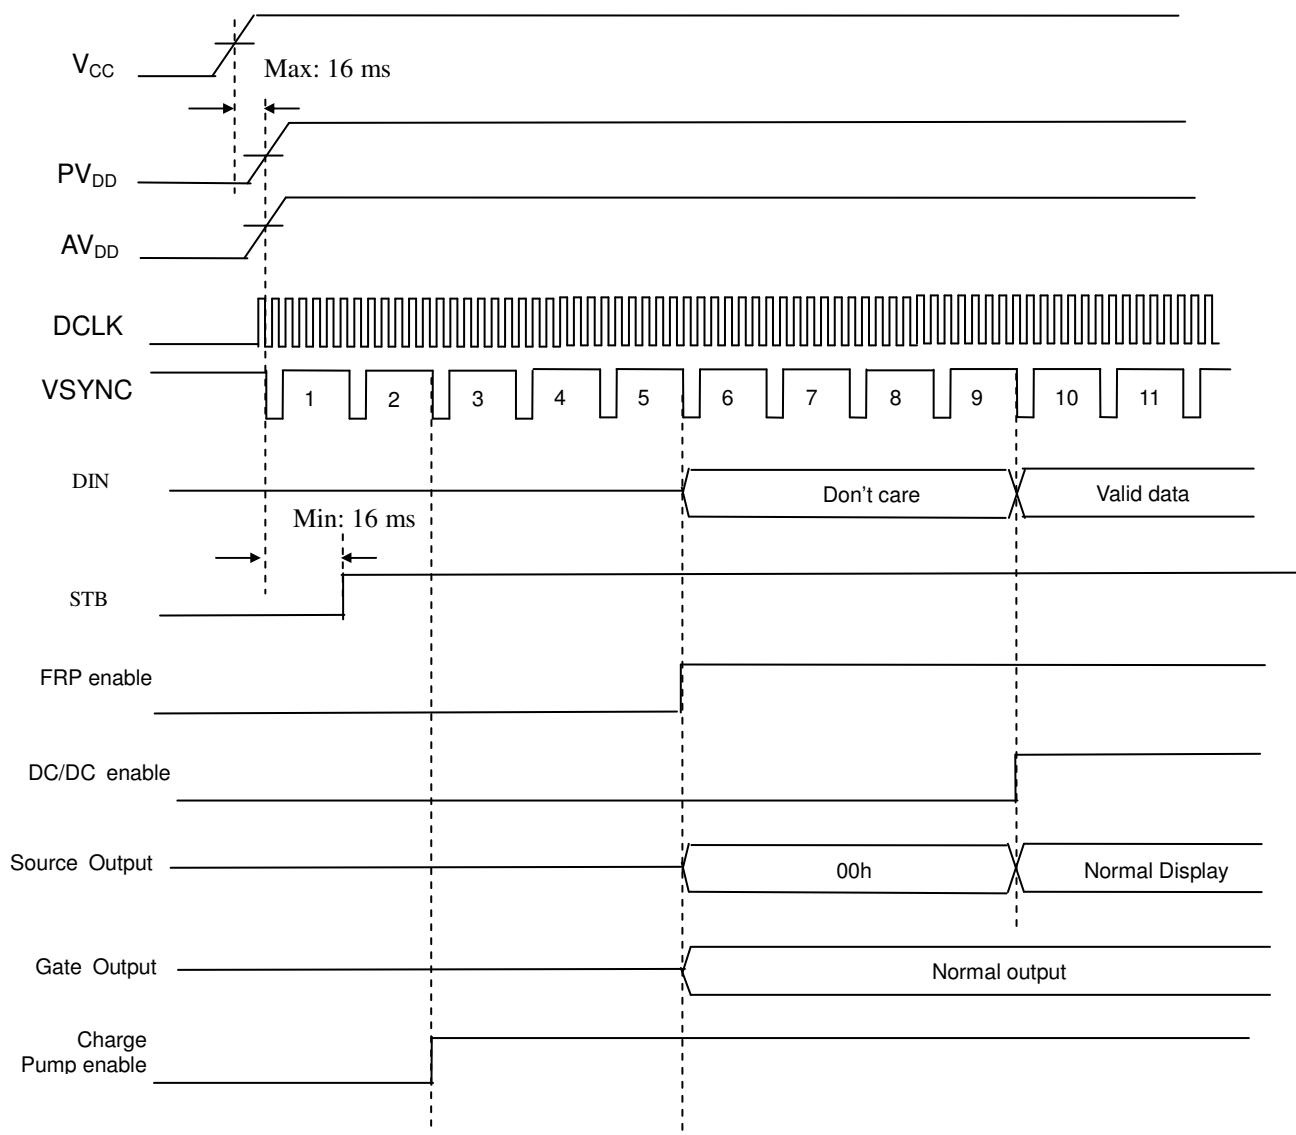 VCC
Max: 16 ms
PVDD
AVDD
DCLK
VSYNC
1 2 3 4 5 6 7 8 9 10 11
DIN
Don't care
Valid data
Min: 16 ms
STB
FRP enable
DC/DC enable
Source Output
00h
Normal Display
Gate Output
Normal output
Charge
Pump enable